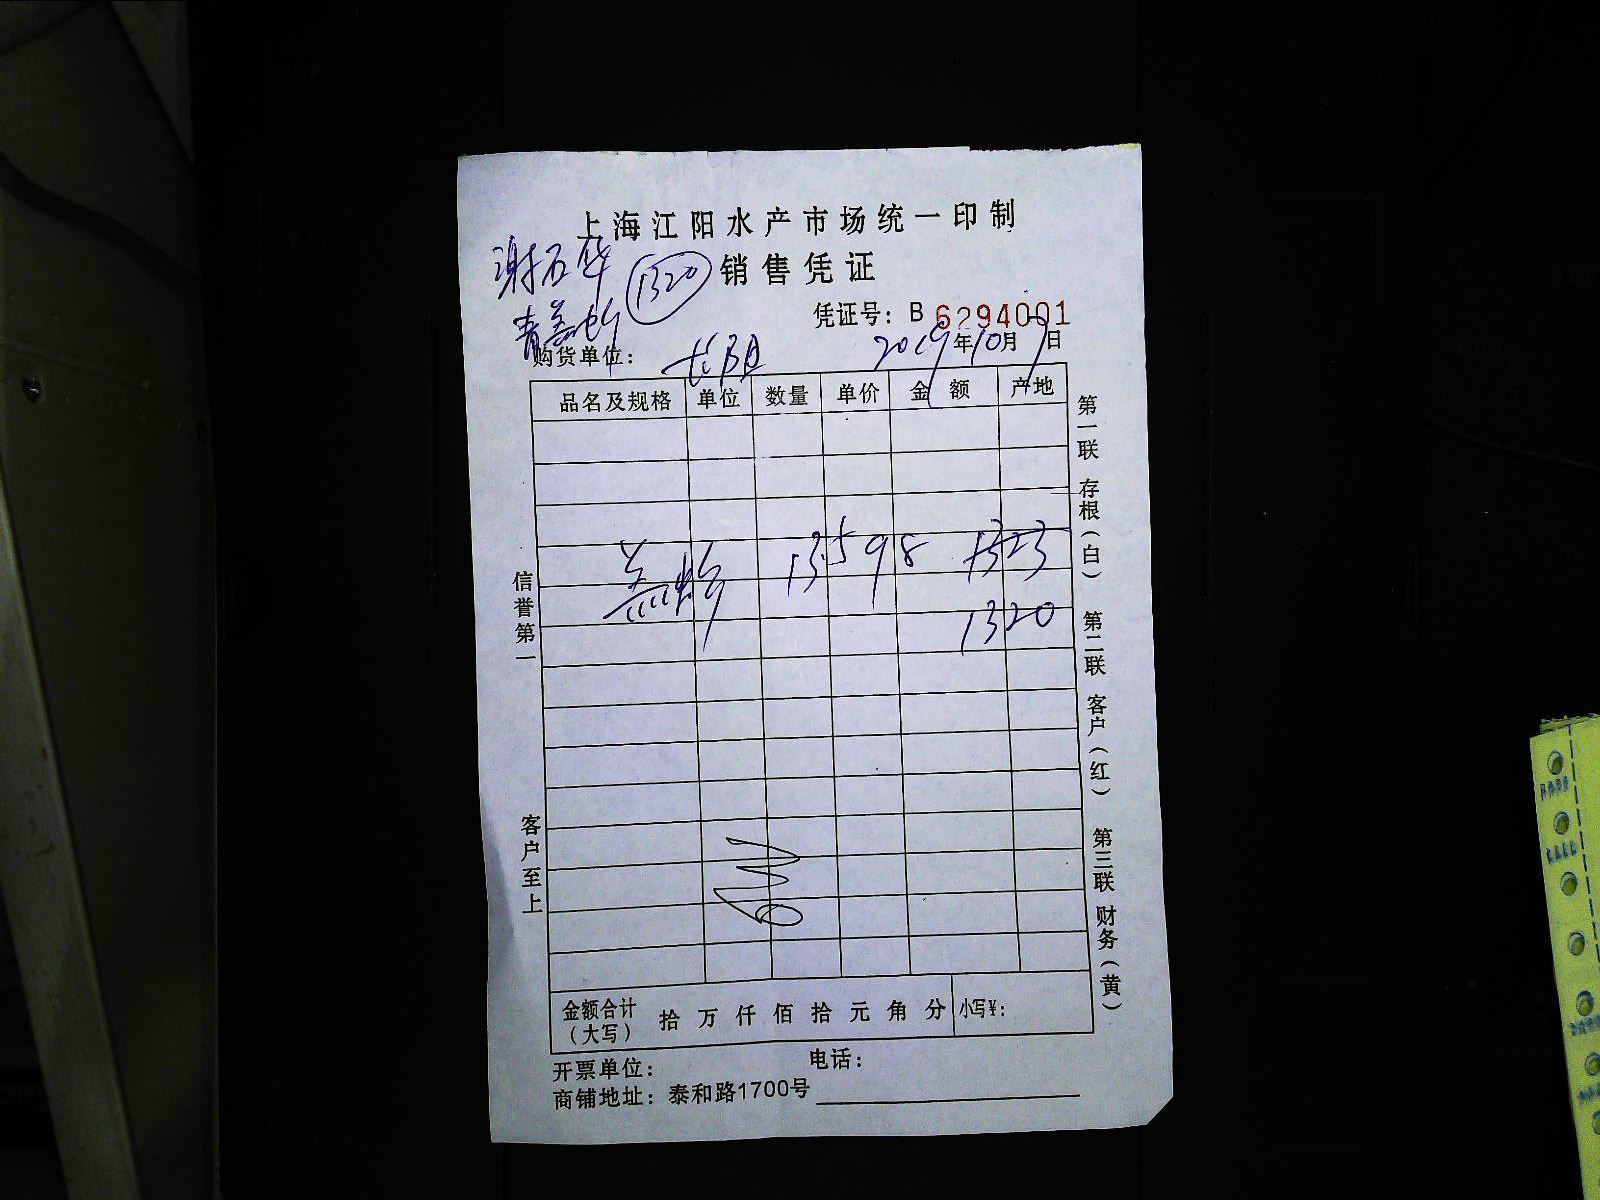 上海江阳水产市场统一印制
销售凭证
谢石华
1320
凭证号：B 6294001
购货单位：长阳
2019年10月9日
品名及规格 单位 数量 单价 金额 产地
13.5 98 1323
1320
信誉第一
客户至上
第一联 存根（白） 第二联 客户（红） 第三联 财务（黄）
金额合计（大写） 拾 万 仟 佰 拾 元 角 分 小写¥：
开票单位： 电话：
商铺地址：泰和路1700号